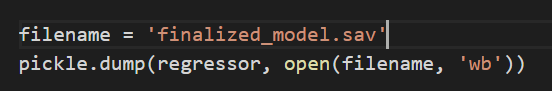 filename = 'finalized_model.sav'
pickle.dump(regressor, open(filename, 'wb'))